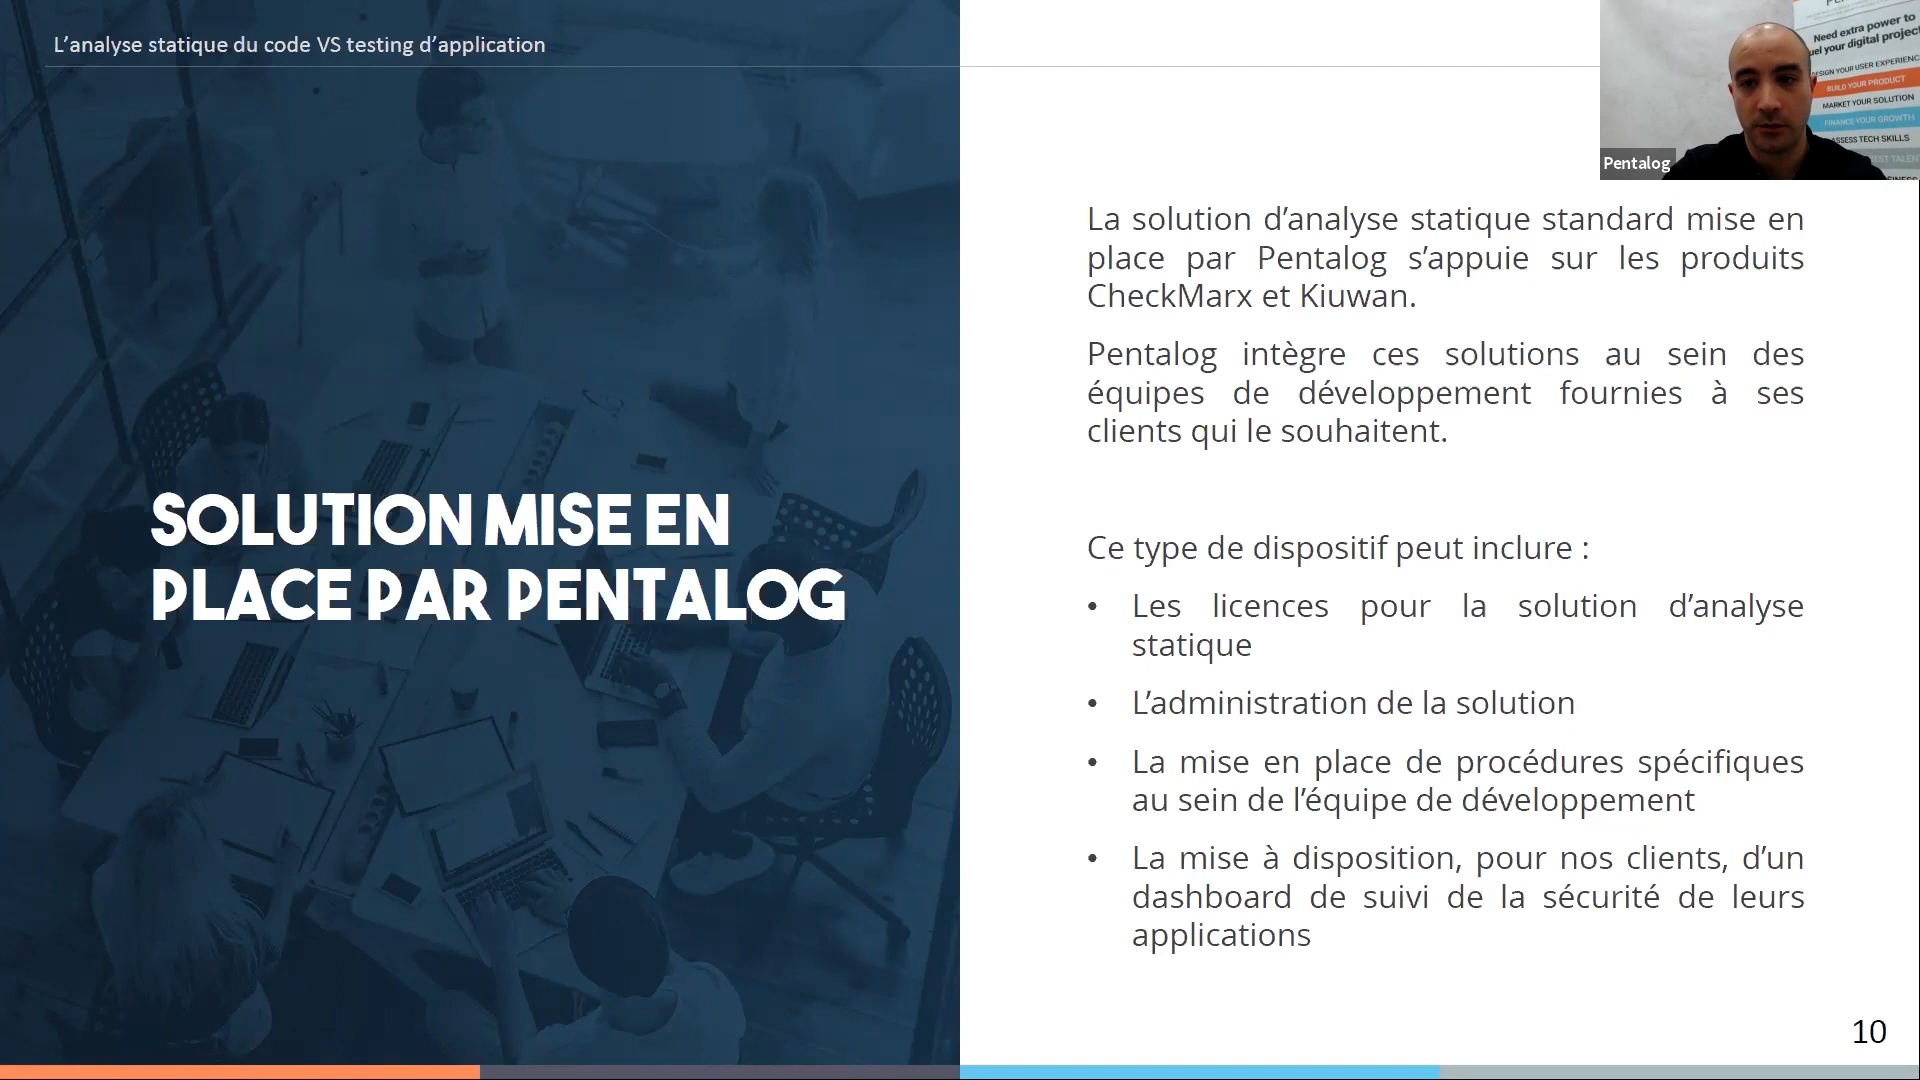 L'analyse statique du code VS testing d'application
Need extra power to
uel your digital projec
ESIGN YOUR USER EXPERIENC
BUILD YOUR PRODUCT
MARKET YOUR SOLUTION
FINANCE YOUR GROWTH
ASSESS TECH SKILLS
EST TALEN
Pentalog
SOLUTION MISE EN
PLACE PAR PENTALOG
La solution d'analyse statique standard mise en
place par Pentalog s'appuie sur les produits
CheckMarx et Kiuwan.
Pentalog intègre ces solutions au sein des
équipes de développement fournies à ses
clients qui le souhaitent.
Ce type de dispositif peut inclure :
• Les licences pour la solution d'analyse
statique
• L'administration de la solution
• La mise en place de procédures spécifiques
au sein de l'équipe de développement
• La mise à disposition, pour nos clients, d'un
dashboard de suivi de la sécurité de leurs
applications
10